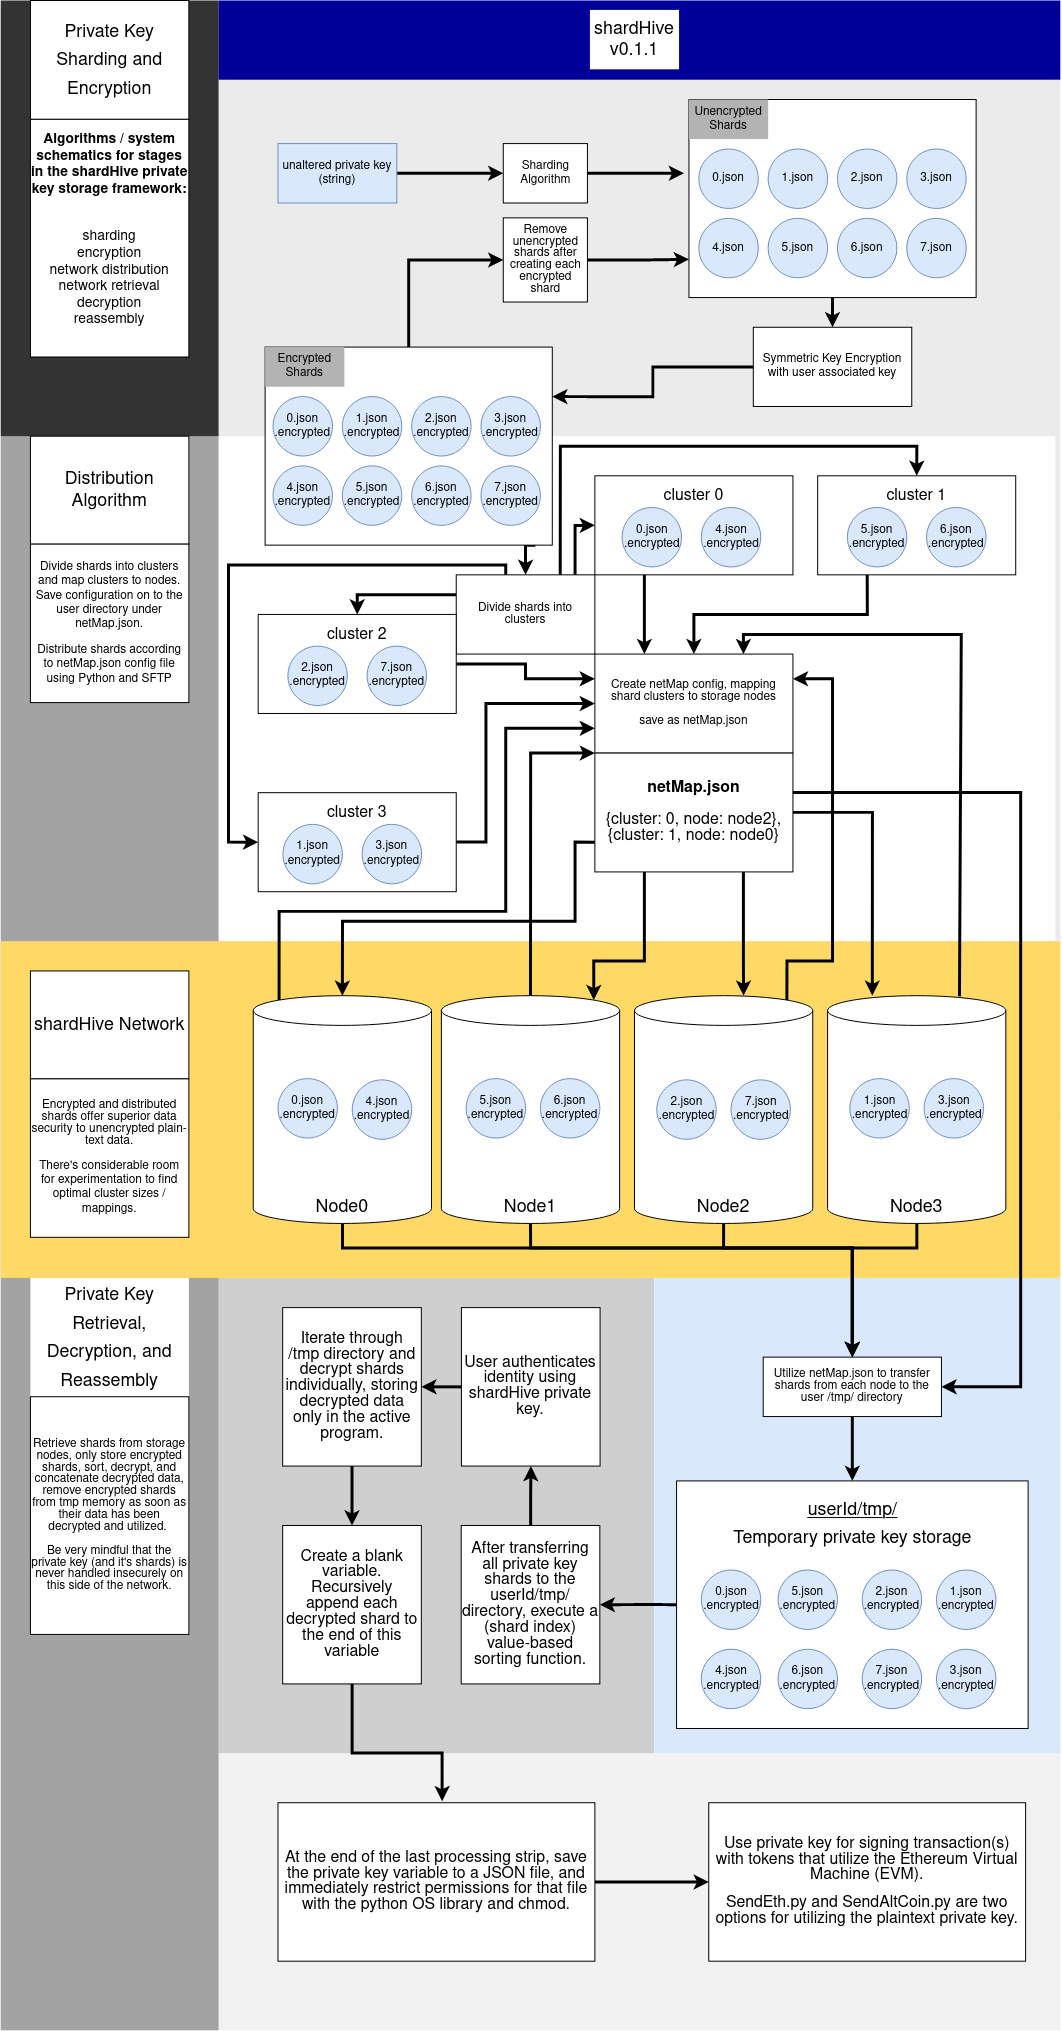 Private Key
Sharding and
Encryption
shardHive
v0.1.1
Algorithms / system
schematics for stages
in the shardHive private
key storage framework:
sharding
encryption
network distribution
network retrieval
decryption
reassembly
unaltered private key
(string)
Sharding
Algorithm
Unencrypted
Shards
0.json
1.json
2.json
3.json
4.json
5.json
6.json
7.json
Remove
unencrypted
shards after
creating each
encrypted
shard
Symmetric Key Encryption
with user associated key
Encrypted
Shards
0.json
.encrypted
1.json
.encrypted
2.json
.encrypted
3.json
.encrypted
4.json
.encrypted
5.json
.encrypted
6.json
.encrypted
7.json
.encrypted
Distribution
Algorithm
Divide shards into clusters
and map clusters to nodes.
Save configuration on to the
user directory under
netMap.json.
Distribute shards according
to netMap.json config file
using Python and SFTP
cluster 0
0.json
.encrypted
4.json
.encrypted
cluster 1
5.json
.encrypted
6.json
.encrypted
Divide shards into
clusters
cluster 2
2.json
.encrypted
7.json
.encrypted
Create netMap config, mapping
shard clusters to storage nodes
save as netMap.json
netMap.json
{cluster: 0, node: node2},
{cluster: 1, node: node0}
cluster 3
1.json
.encrypted
3.json
.encrypted
shardHive Network
Encrypted and distributed
shards offer superior data
security to unencrypted plain-
text data.
There's considerable room
for experimentation to find
optimal cluster sizes /
mappings.
0.json
.encrypted
4.json
.encrypted
Node0
5.json
.encrypted
6.json
.encrypted
Node1
2.json
.encrypted
7.json
.encrypted
Node2
1.json
.encrypted
3.json
.encrypted
Node3
Private Key
Retrieval,
Decryption, and
Reassembly
Retrieve shards from storage
nodes, only store encrypted
shards, sort, decrypt, and
concatenate decrypted data,
remove encrypted shards
from tmp memory as soon as
their data has been
decrypted and utilized.
Be very mindful that the
private key (and it's shards) is
never handled insecurely on
this side of the network.
Iterate through
/tmp directory and
decrypt shards
individually, storing
decrypted data
only in the active
program.
User authenticates
identity using
shardHive private
key.
Utilize netMap.json to transfer
shards from each node to the
user /tmp/ directory
userId/tmp/
Temporary private key storage
0.json
.encrypted
5.json
.encrypted
2.json
.encrypted
1.json
.encrypted
4.json
.encrypted
6.json
.encrypted
7.json
.encrypted
3.json
.encrypted
After transferring
all private key
shards to the
userId/tmp/
directory, execute a
(shard index)
value-based
sorting function.
Create a blank
variable.
Recursively
append each
decrypted shard to
the end of this
variable
At the end of the last processing strip, save
the private key variable to a JSON file, and
immediately restrict permissions for that file
with the python OS library and chmod.
Use private key for signing transaction(s)
with tokens that utilize the Ethereum Virtual
Machine (EVM).
SendEth.py and SendAltCoin.py are two
options for utilizing the plaintext private key.